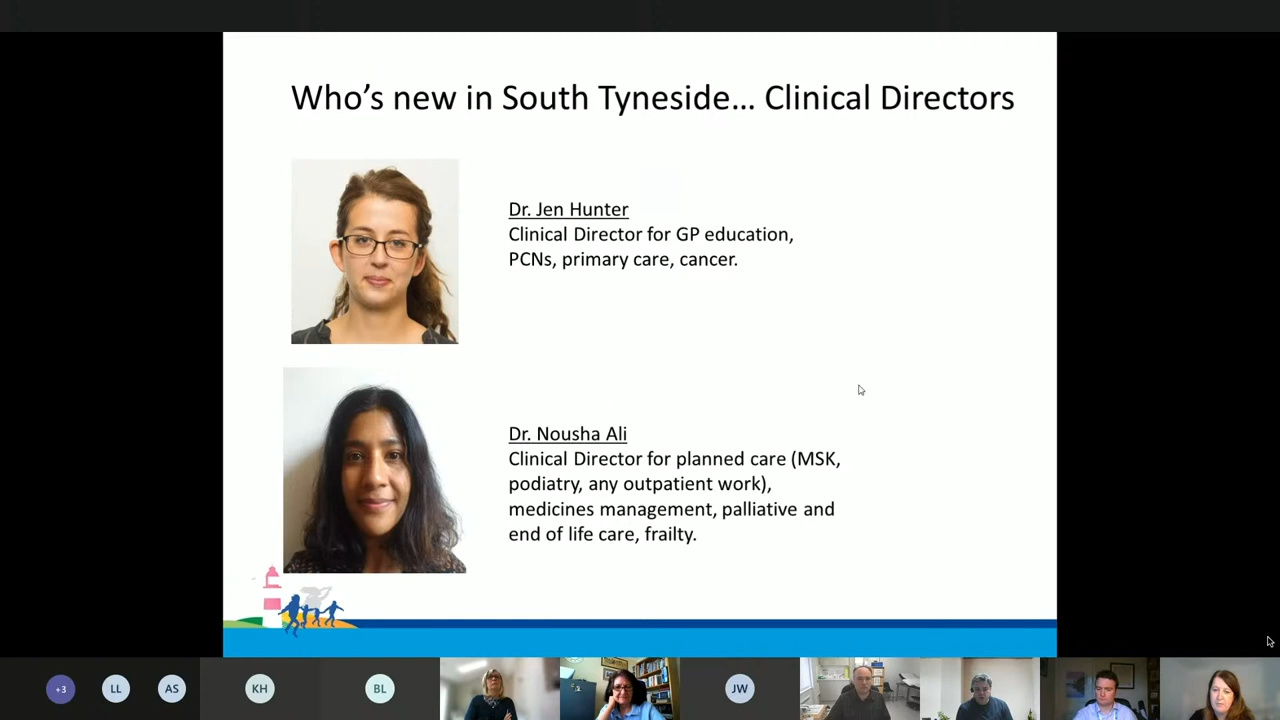 Who's new in South Tyneside... Clinical Directors
Dr. Jen Hunter
Clinical Director for GP education,
PCNs, primary care, cancer.
Dr. Nousha Ali
Clinical Director for planned care (MSK,
podiatry, any outpatient work),
medicines management, palliative and
end of life care, frailty.
+3
LL
AS
KH
BL
JW